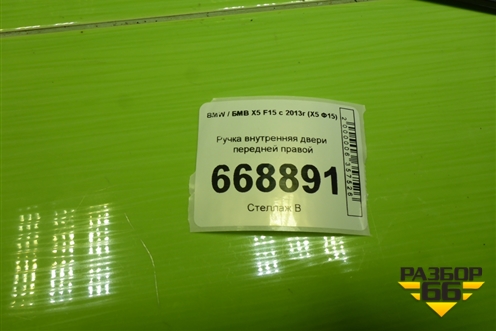 BMW / БМВ X5 F15 с 2013г (X5 Ф15)
Ручка внутренняя двери
передней правой
668891
Стеллаж В
РАЗБОР
66